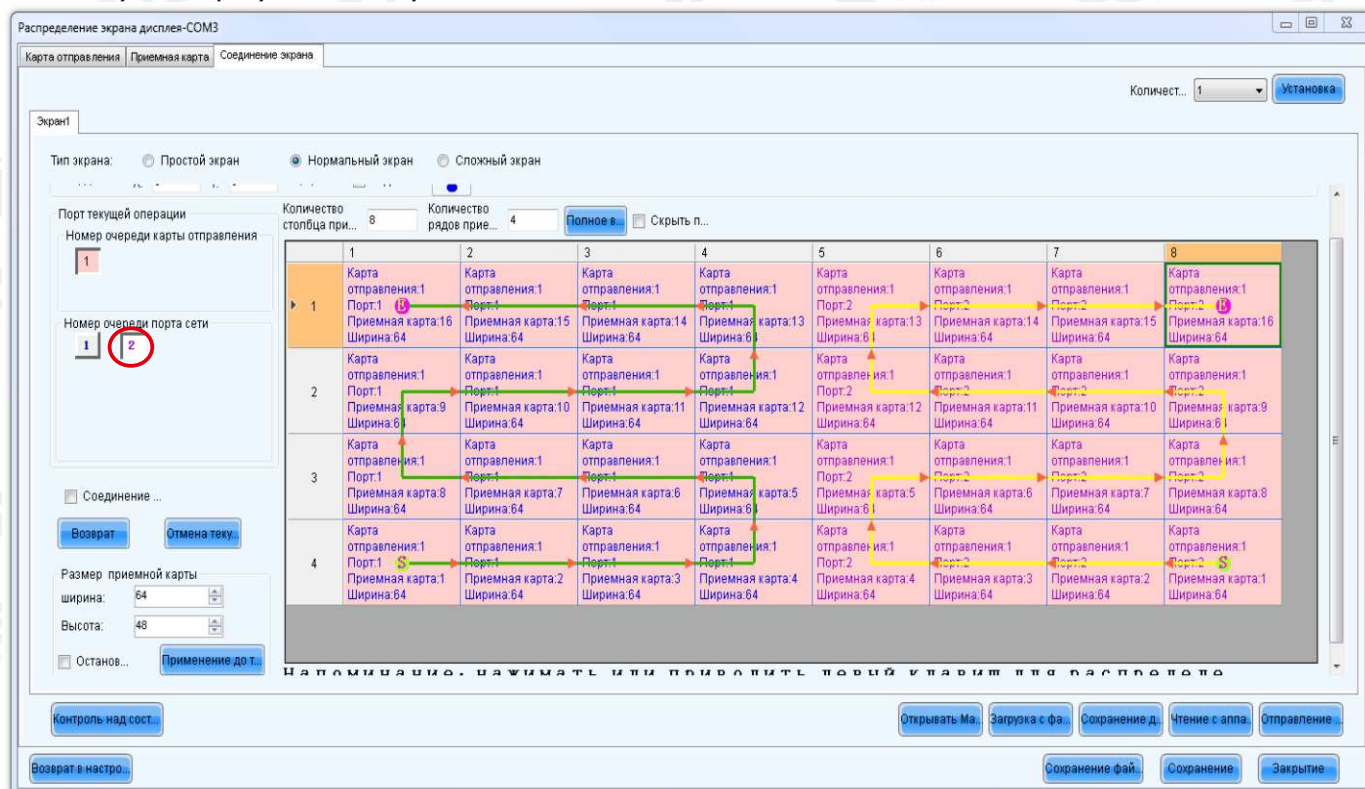 Распределение экрана дисплея-COM3
Карта отправления Приемная карта Соединение экрана
Количест... 1 Установка
Экран1
Тип экрана: Простой экран Нормальный экран Сложный экран
Порт текущей операции
Номер очереди карты отправления
1
Номер очереди порта сети
1 2
Соединение ...
Возврат Отмена теку...
Размер приемной карты
ширина: 64
Высота: 48
Останов... Применение до т...
Количество столбца при... 8 Количество рядов прие... 4 Полное в... Скрыть п...
1 2 3 4 5 6 7 8
1
Карта Карта Карта Карта Карта Карта Карта Карта
отправления:1 отправления:1 отправления:1 отправления:1 отправления:1 отправления:1 отправления:1 отправления:1
Порт:1 E Порт:1 Порт:1 Порт:1 Порт:2 Порт:2 Порт:2 Порт:2 E
Приемная карта:16 Приемная карта:15 Приемная карта:14 Приемная карта:13 Приемная карта:13 Приемная карта:14 Приемная карта:15 Приемная карта:16
Ширина:64 Ширина:64 Ширина:64 Ширина:64 Ширина:64 Ширина:64 Ширина:64 Ширина:64
2
Карта Карта Карта Карта Карта Карта Карта Карта
отправления:1 отправления:1 отправления:1 отправления:1 отправления:1 отправления:1 отправления:1 отправления:1
Порт:1 Порт:1 Порт:1 Порт:1 Порт:2 Порт:2 Порт:2 Порт:2
Приемная карта:9 Приемная карта:10 Приемная карта:11 Приемная карта:12 Приемная карта:12 Приемная карта:11 Приемная карта:10 Приемная карта:9
Ширина:64 Ширина:64 Ширина:64 Ширина:64 Ширина:64 Ширина:64 Ширина:64 Ширина:64
3
Карта Карта Карта Карта Карта Карта Карта Карта
отправления:1 отправления:1 отправления:1 отправления:1 отправления:1 отправления:1 отправления:1 отправления:1
Порт:1 Порт:1 Порт:1 Порт:1 Порт:2 Порт:2 Порт:2 Порт:2
Приемная карта:8 Приемная карта:7 Приемная карта:6 Приемная карта:5 Приемная карта:5 Приемная карта:6 Приемная карта:7 Приемная карта:8
Ширина:64 Ширина:64 Ширина:64 Ширина:64 Ширина:64 Ширина:64 Ширина:64 Ширина:64
4
Карта Карта Карта Карта Карта Карта Карта Карта
отправления:1 отправления:1 отправления:1 отправления:1 отправления:1 отправления:1 отправления:1 отправления:1
Порт:1 S Порт:1 Порт:1 Порт:1 Порт:2 Порт:2 Порт:2 Порт:2 S
Приемная карта:1 Приемная карта:2 Приемная карта:3 Приемная карта:4 Приемная карта:4 Приемная карта:3 Приемная карта:2 Приемная карта:1
Ширина:64 Ширина:64 Ширина:64 Ширина:64 Ширина:64 Ширина:64 Ширина:64 Ширина:64
Напоминание: нажимать или приводить левый клавиш для распределе
Контроль над сост... Открывать Ма.. Загрузка с фа... Сохранение д.. Чтение с аппа.. Отправление ...
Возврат в настро... Сохранение фай... Сохранение Закрытие